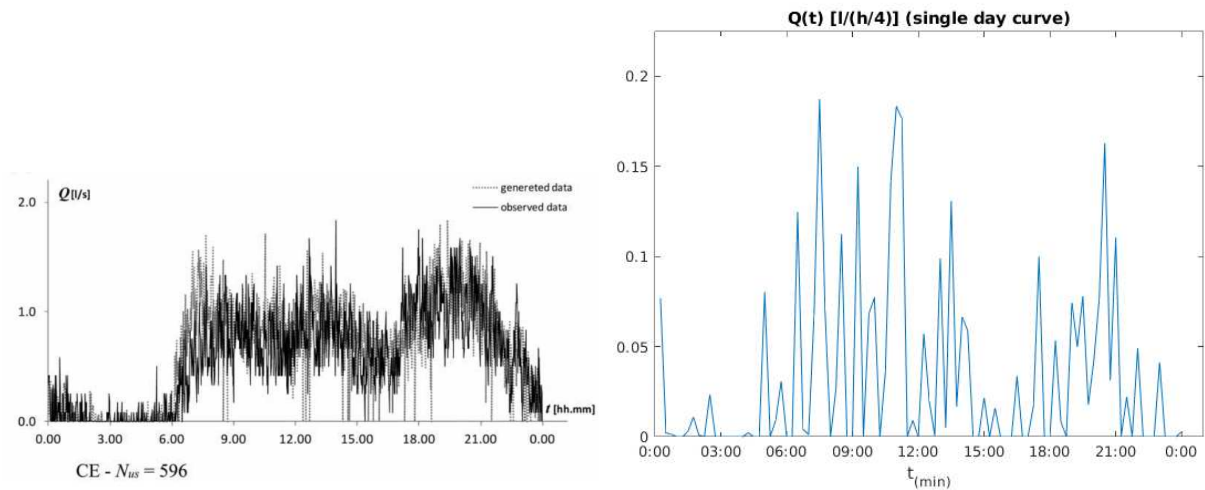 Q[l/s]
genereted data
observed data
2.0
1.0
0.0
0.00 3.00 6.00 9.00 12.00 15.00 18.00 21.00 0.00
t [hh.mm]
CE - Nus = 596
Q(t) [l/(h/4)] (single day curve)
0.2
0.15
0.1
0.05
0
0:00 03:00 06:00 09:00 12:00 15:00 18:00 21:00 0:00
t(min)